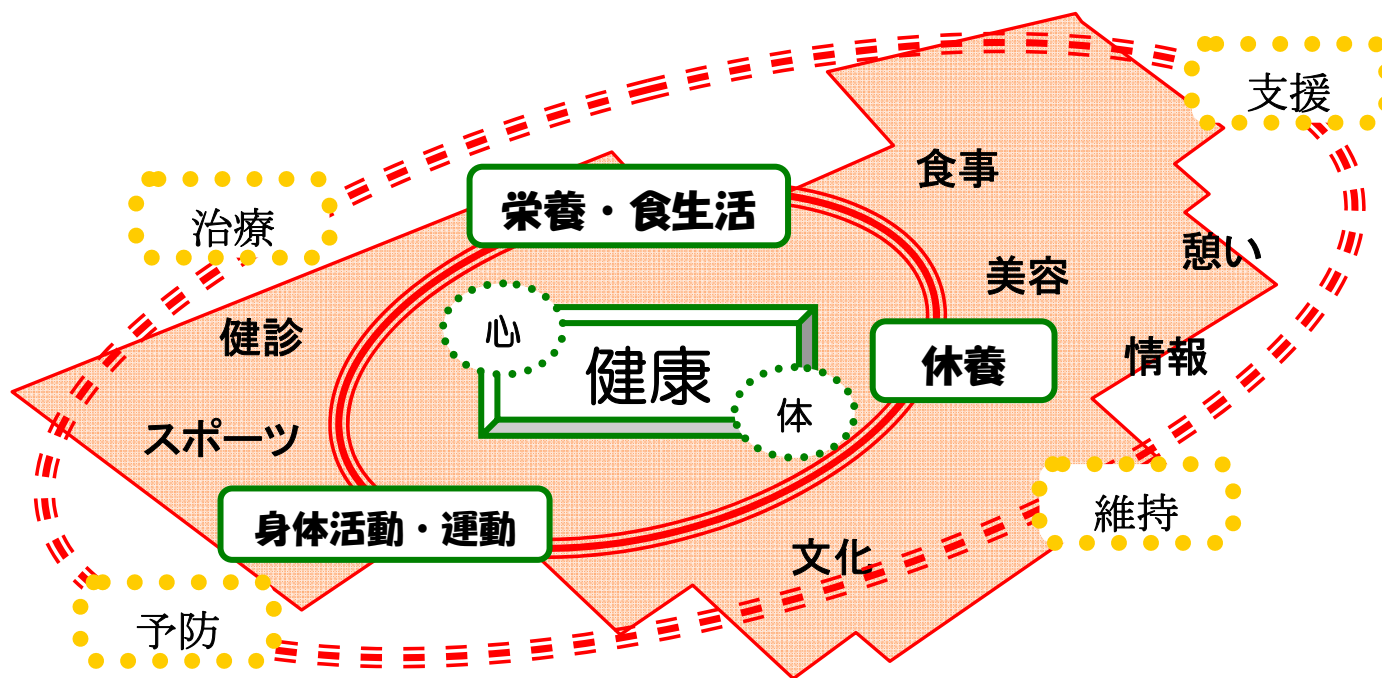 支援
食事
治療
栄養・食生活
憩い
美容
健診
心
健康
休養
情報
スポーツ
体
身体活動・運動
維持
文化
予防